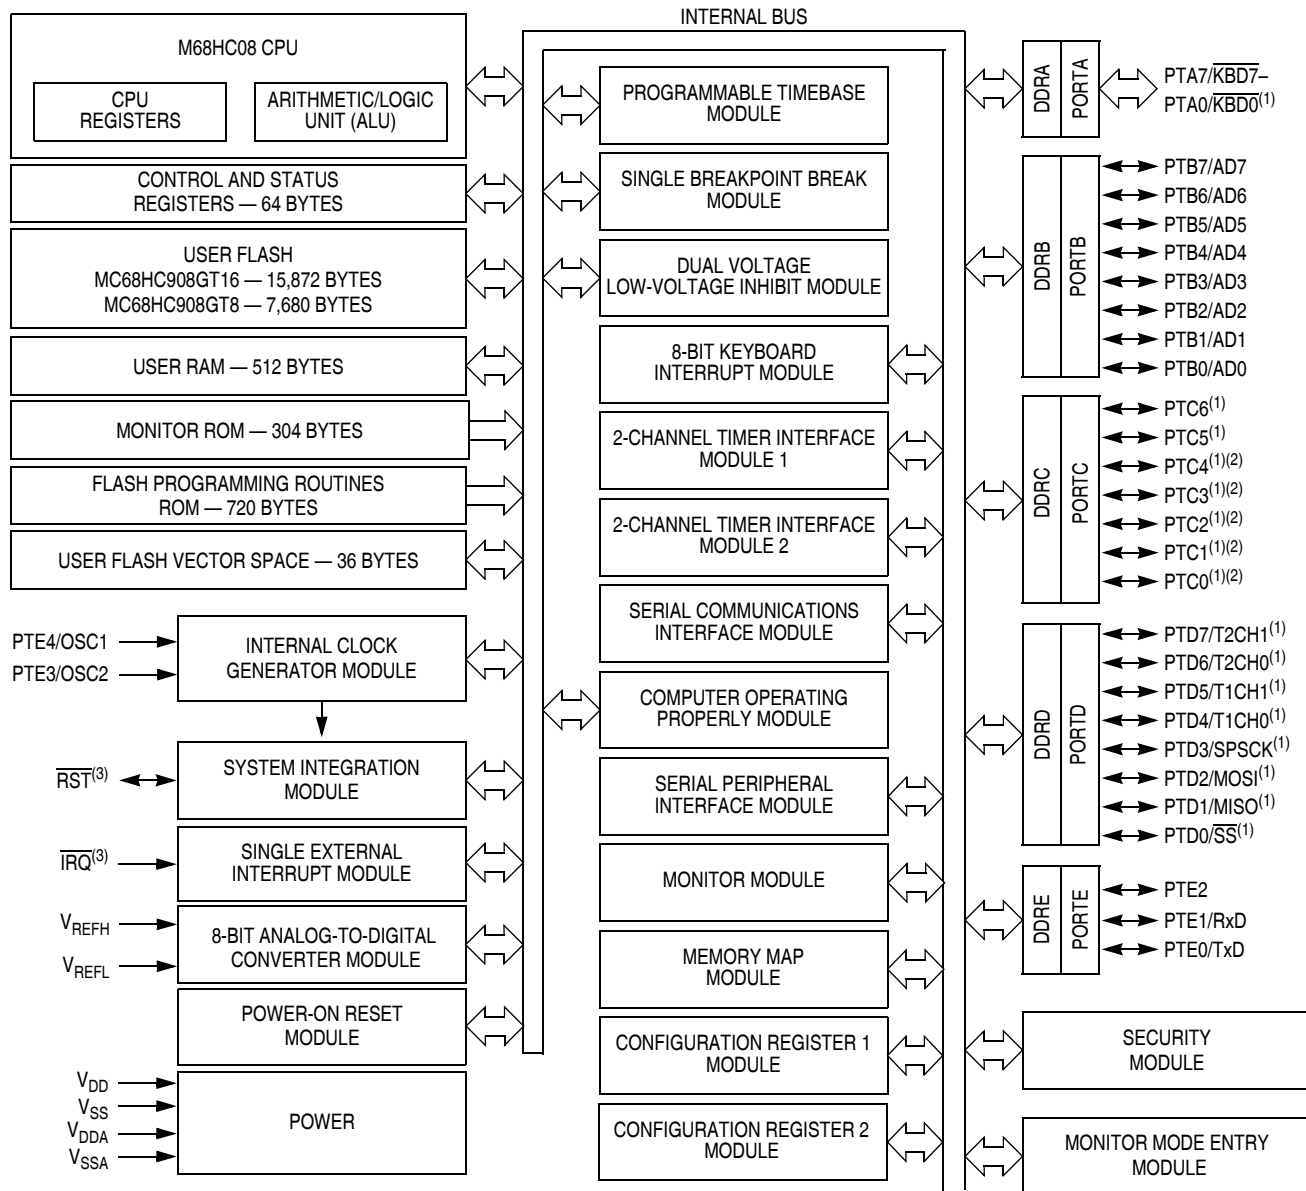 INTERNAL BUS
M68HC08 CPU
CPU
REGISTERS
ARITHMETIC/LOGIC
UNIT (ALU)
CONTROL AND STATUS
REGISTERS — 64 BYTES
USER FLASH
MC68HC908GT16 — 15,872 BYTES
MC68HC908GT8 — 7,680 BYTES
USER RAM — 512 BYTES
MONITOR ROM — 304 BYTES
FLASH PROGRAMMING ROUTINES
ROM — 720 BYTES
USER FLASH VECTOR SPACE — 36 BYTES
PTE4/OSC1
PTE3/OSC2
INTERNAL CLOCK
GENERATOR MODULE
RST(3)
SYSTEM INTEGRATION
MODULE
IRQ(3)
SINGLE EXTERNAL
INTERRUPT MODULE
VREFH
VREFL
8-BIT ANALOG-TO-DIGITAL
CONVERTER MODULE
POWER-ON RESET
MODULE
VDD
VSS
VDDA
VSSA
POWER
PROGRAMMABLE TIMEBASE
MODULE
SINGLE BREAKPOINT BREAK
MODULE
DUAL VOLTAGE
LOW-VOLTAGE INHIBIT MODULE
8-BIT KEYBOARD
INTERRUPT MODULE
2-CHANNEL TIMER INTERFACE
MODULE 1
2-CHANNEL TIMER INTERFACE
MODULE 2
SERIAL COMMUNICATIONS
INTERFACE MODULE
COMPUTER OPERATING
PROPERLY MODULE
SERIAL PERIPHERAL
INTERFACE MODULE
MONITOR MODULE
MEMORY MAP
MODULE
CONFIGURATION REGISTER 1
MODULE
CONFIGURATION REGISTER 2
MODULE
DDRA
PORTA
PTA7/KBD7–
PTA0/KBD0(1)
DDRB
PORTB
PTB7/AD7
PTB6/AD6
PTB5/AD5
PTB4/AD4
PTB3/AD3
PTB2/AD2
PTB1/AD1
PTB0/AD0
DDRC
PORTC
PTC6(1)
PTC5(1)
PTC4(1)(2)
PTC3(1)(2)
PTC2(1)(2)
PTC1(1)(2)
PTC0(1)(2)
DDRD
PORTD
PTD7/T2CH1(1)
PTD6/T2CH0(1)
PTD5/T1CH1(1)
PTD4/T1CH0(1)
PTD3/SPSCK(1)
PTD2/MOSI(1)
PTD1/MISO(1)
PTD0/SS(1)
DDRE
PORTE
PTE2
PTE1/RxD
PTE0/TxD
SECURITY
MODULE
MONITOR MODE ENTRY
MODULE